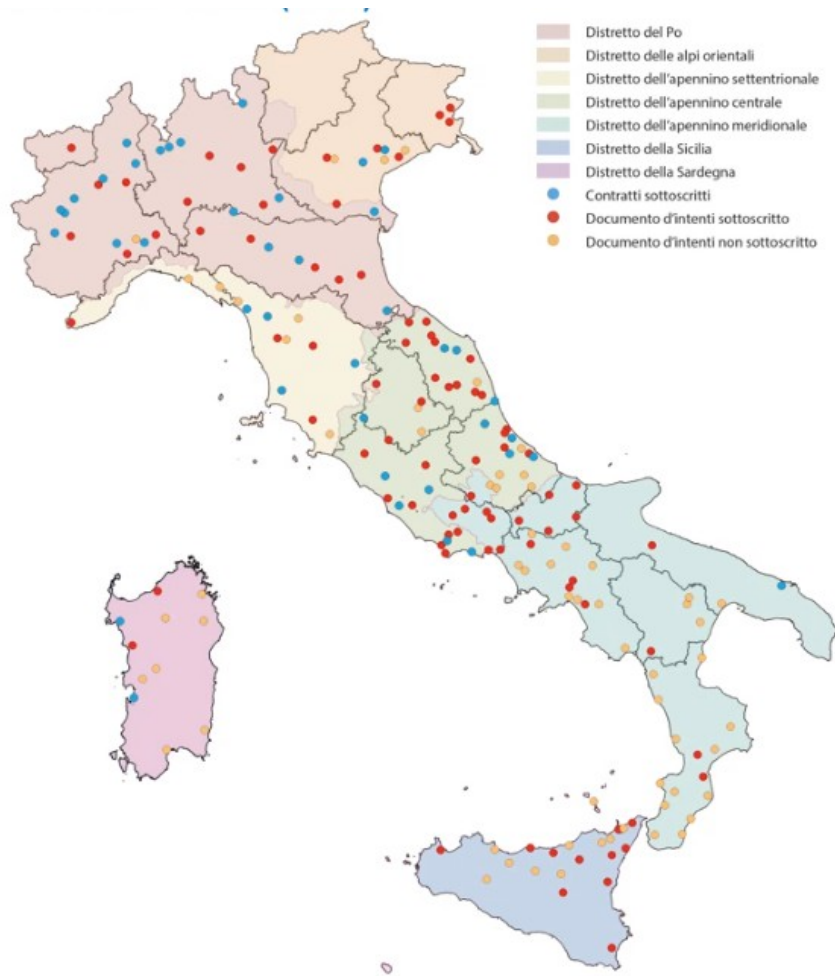 Distretto del Po
Distretto delle alpi orientali
Distretto dell'apennino settentrionale
Distretto dell'apennino centrale
Distretto dell'apennino meridionale
Distretto della Sicilia
Distretto della Sardegna
Contratti sottoscritti
Documento d'intenti sottoscritto
Documento d'intenti non sottoscritto